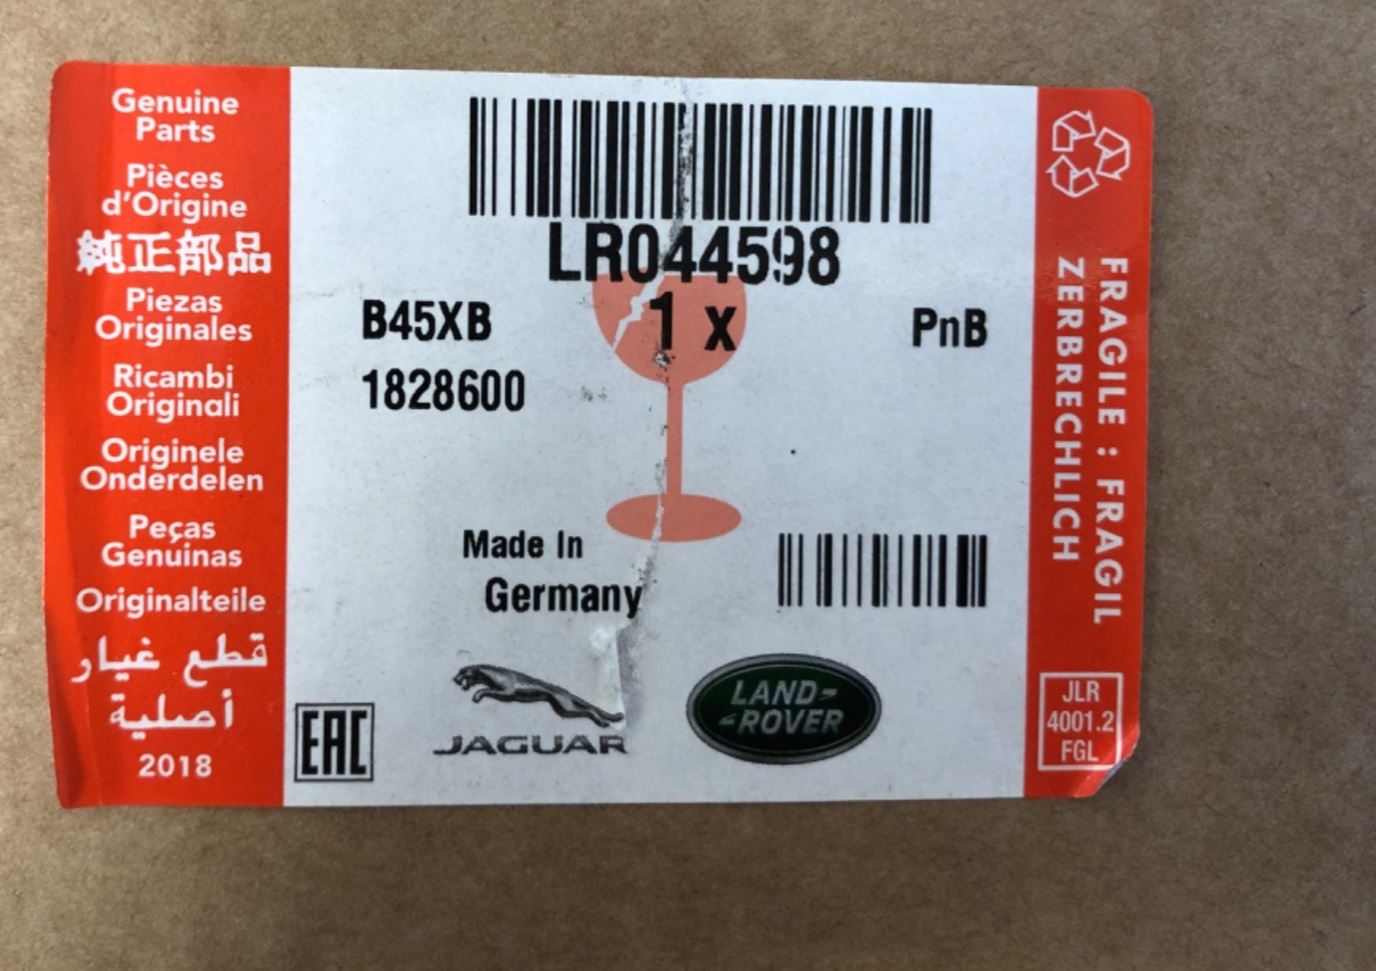 Genuine
Parts
Pièces
d'Origine
純正部品
Piezas
Originales
Ricambi
Originali
Originele
Onderdelen
Peças
Genuinas
Originalteile
قطع غيار
أصلية
2018
LR044598
B45XB
1 x
PnB
1828600
Made In
Germany
EAC
JAGUAR
LAND-
-ROVER
FRAGILE : FRAGIL
ZERBRECHLICH
JLR
4001.2
FGL